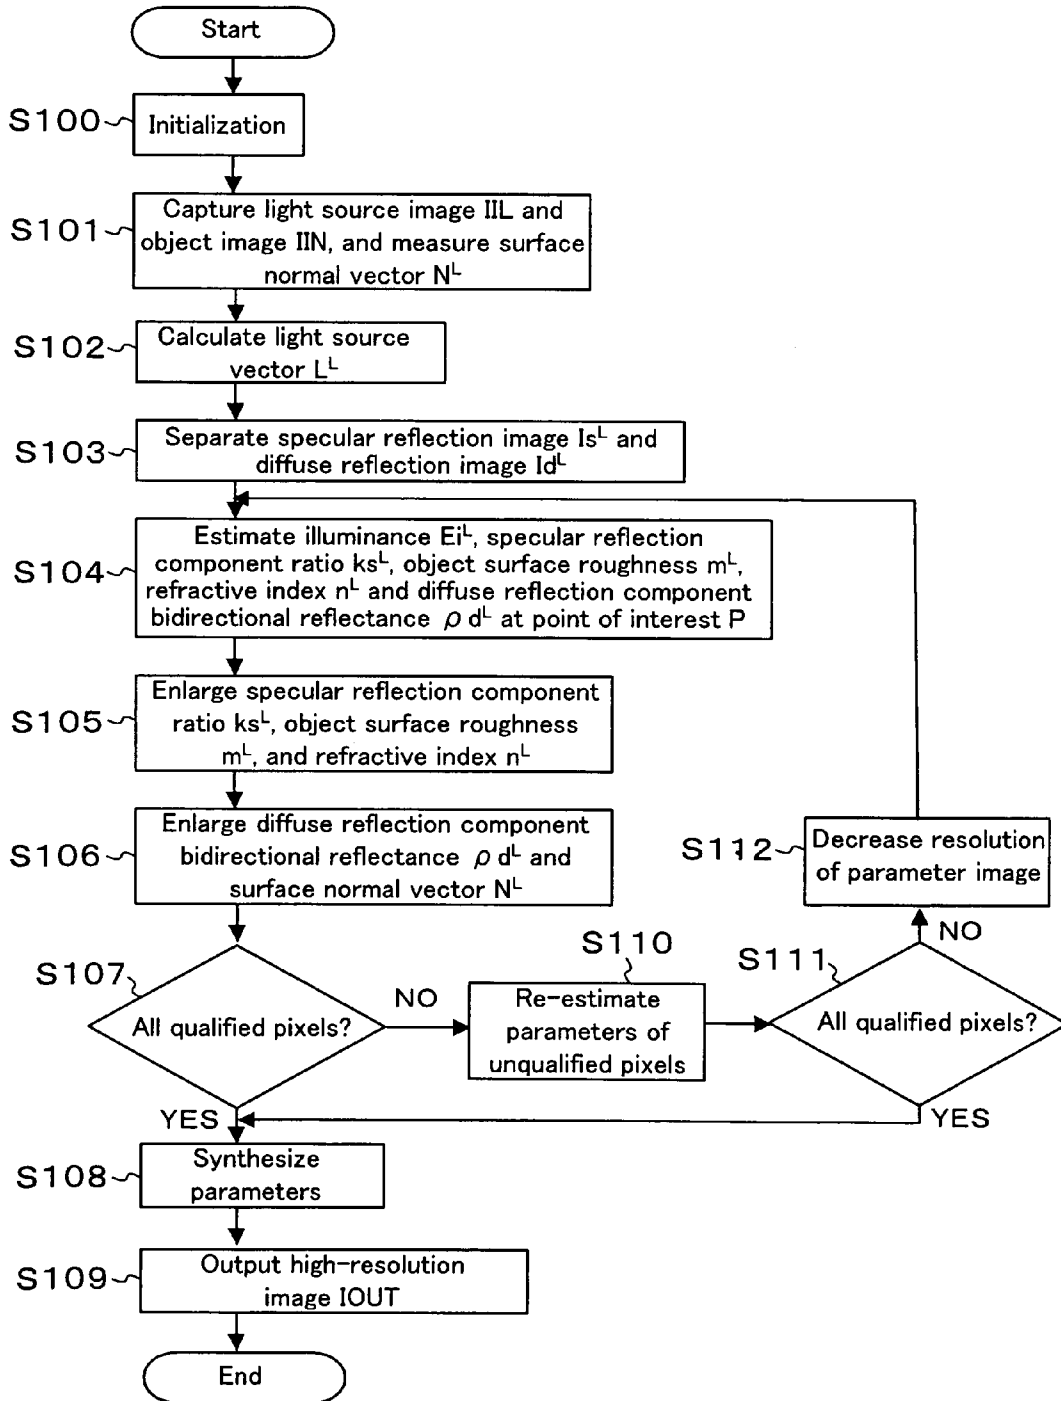 Start
S100
Initialization
S101
Capture light source image IIL and
object image IIN, and measure surface
normal vector N^L
S102
Calculate light source
vector L^L
S103
Separate specular reflection image Is^L and
diffuse reflection image Id^L
S104
Estimate illuminance Ei^L, specular reflection
component ratio ks^L, object surface roughness m^L,
refractive index n^L and diffuse reflection component
bidirectional reflectance ρd^L at point of interest P
S105
Enlarge specular reflection component
ratio ks^L, object surface roughness
m^L, and refractive index n^L
S106
Enlarge diffuse reflection component
bidirectional reflectance ρd^L and
surface normal vector N^L
S112
Decrease resolution
of parameter image
NO
S107
All qualified pixels?
NO
YES
S110
Re-estimate
parameters of
unqualified pixels
S111
All qualified pixels?
YES
S108
Synthesize
parameters
S109
Output high-resolution
image IOUT
End